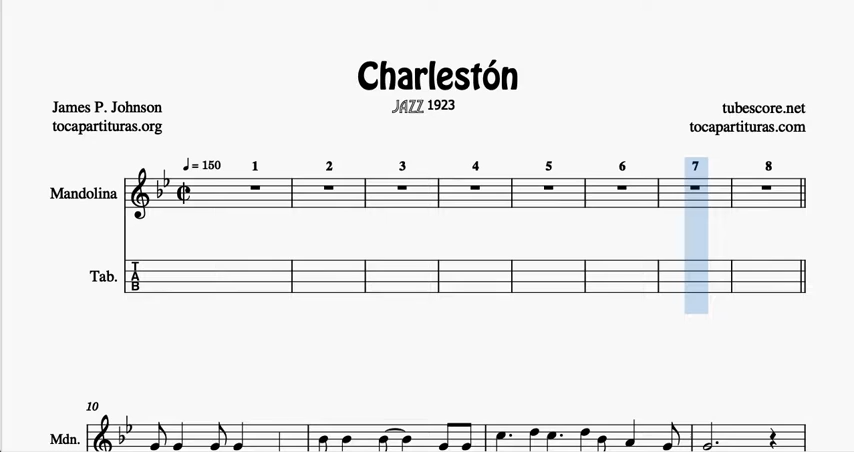 Charlestón
JAZZ 1923
James P. Johnson
tocapartituras.org
tubescore.net
tocapartituras.com
= 150 1 2 3 4 5 6 7 8
Mandolina
Tab. T A B
10
Mdn.